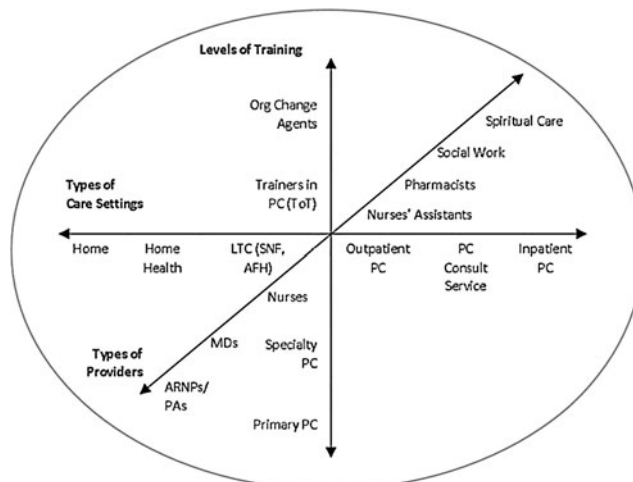 Levels of Training
Org Change
Agents
Spiritual Care
Social Work
Types of
Care Settings
Trainers in
PC (ToT)
Pharmacists
Nurses' Assistants
Home
Home
Health
LTC (SNF,
AFH)
Outpatient
PC
PC
Consult
Service
Inpatient
PC
Nurses
MDs
Specialty
PC
Types of
Providers
ARNPs/
PAs
Primary PC